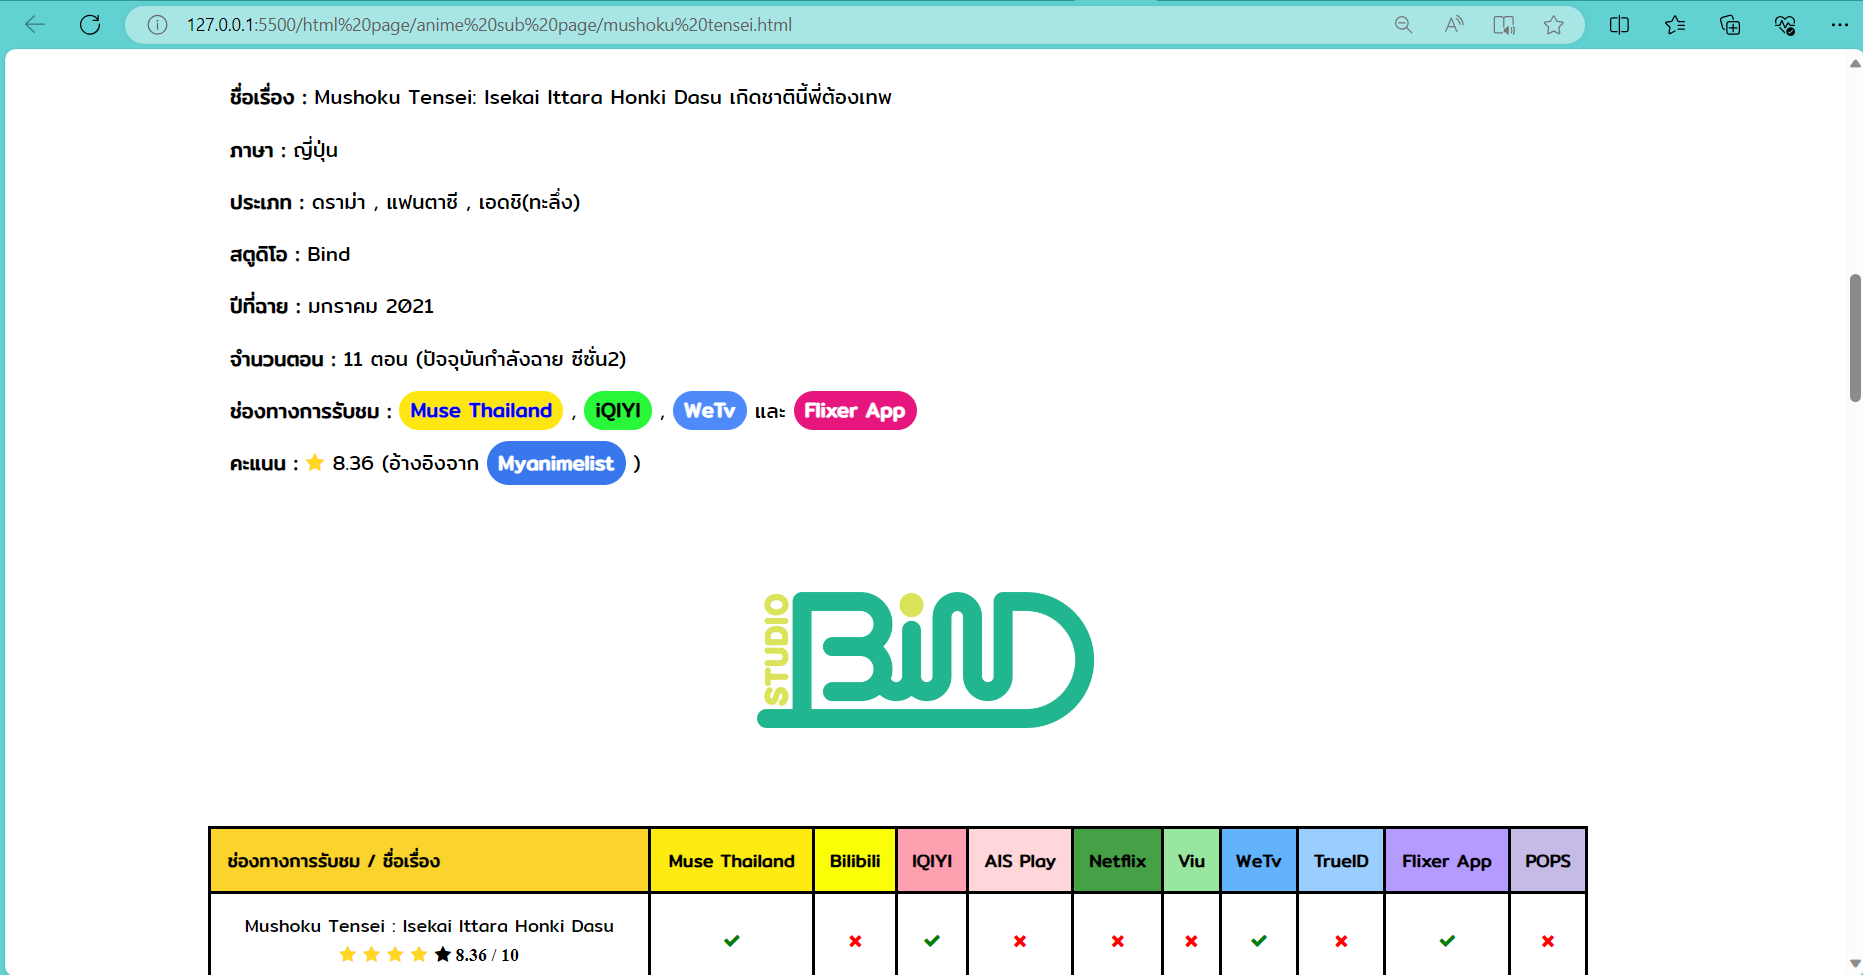 127.0.0.1:5500/html%20page/anime%20sub%20page/mushoku%20tensei.html
ชื่อเรื่อง : Mushoku Tensei: Isekai Ittara Honki Dasu เกิดชาตินี้พี่ต้องเทพ
ภาษา : ญี่ปุ่น
ประเภท : ดราม่า , แฟนตาซี , เอดชิ(ทะลึ่ง)
สตูดิโอ : Bind
ปีที่ฉาย : มกราคม 2021
จำนวนตอน : 11 ตอน (ปัจจุบันกำลังฉาย ซีซั่น2)
ช่องทางการรับชม : Muse Thailand , iQIYI , WeTv และ Flixer App
คะแนน : ★ 8.36 (อ้างอิงจาก Myanimelist )
STUDIO BiND
ช่องทางการรับชม / ชื่อเรื่อง Muse Thailand Bilibili IQIYI AIS Play Netflix Viu WeTv TrueID Flixer App POPS
Mushoku Tensei : Isekai Ittara Honki Dasu ✔ ✖ ✔ ✖ ✖ ✖ ✔ ✖ ✔ ✖
★ ★ ★ ★ ★ 8.36 / 10